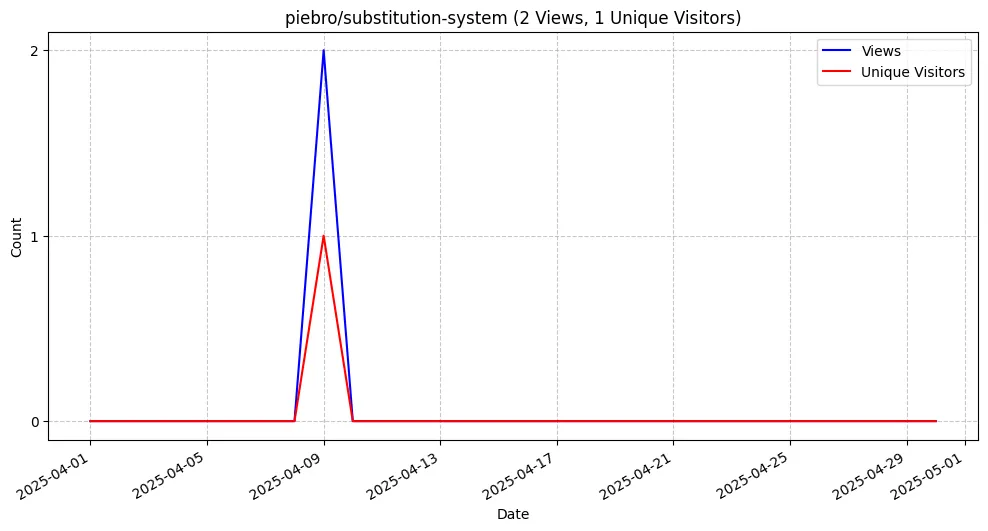 piebro/substitution-system (2 Views, 1 Unique Visitors)
Views
Unique Visitors
2
1
0
Count
2025-04-01
2025-04-05
2025-04-09
2025-04-13
2025-04-17
2025-04-21
2025-04-25
2025-04-29
2025-05-01
Date